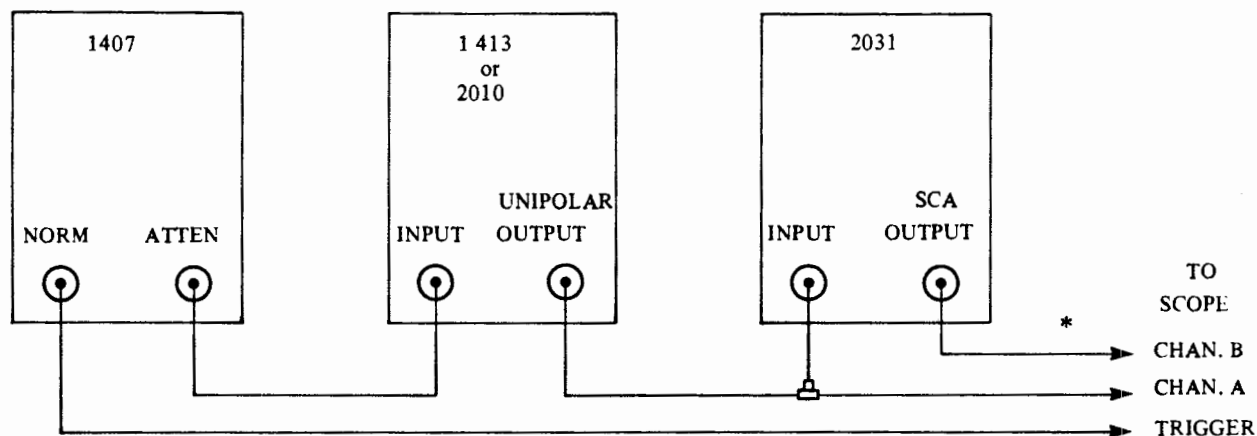 1407
1 413
or
2010
2031
NORM
ATTEN
INPUT
UNIPOLAR
OUTPUT
INPUT
SCA
OUTPUT
TO
SCOPE
*
CHAN. B
CHAN. A
TRIGGER